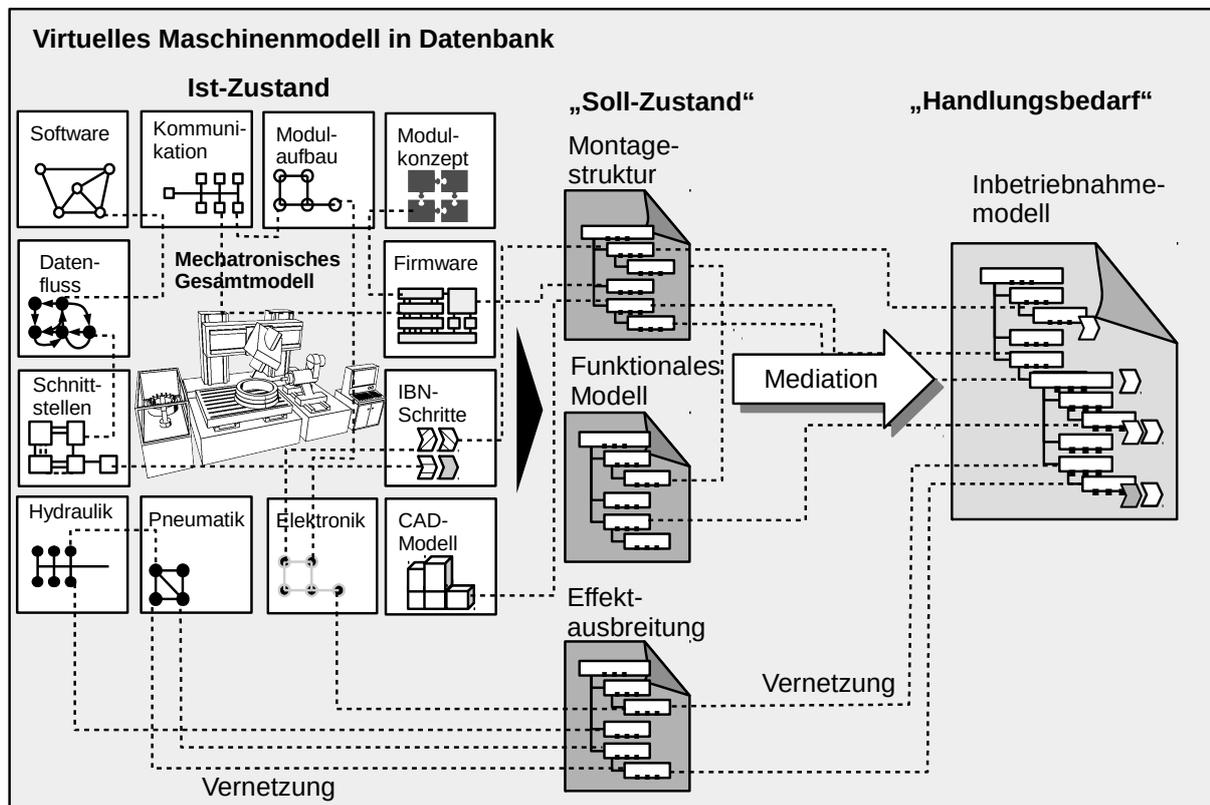 Virtuelles Maschinenmodell in Datenbank
Ist-Zustand
„Soll-Zustand“
„Handlungsbedarf“
Software
Kommuni-
kation
Modul-
aufbau
Modul-
konzept
Daten-
fluss
Mechatronisches
Gesamtmodell
Firmware
Schnitt-
stellen
IBN-
Schritte
Hydraulik
Pneumatik
Elektronik
CAD-
Modell
Montage-
struktur
Funktionales
Modell
Effekt-
ausbreitung
Mediation
Inbetriebnahme-
modell
Vernetzung
Vernetzung